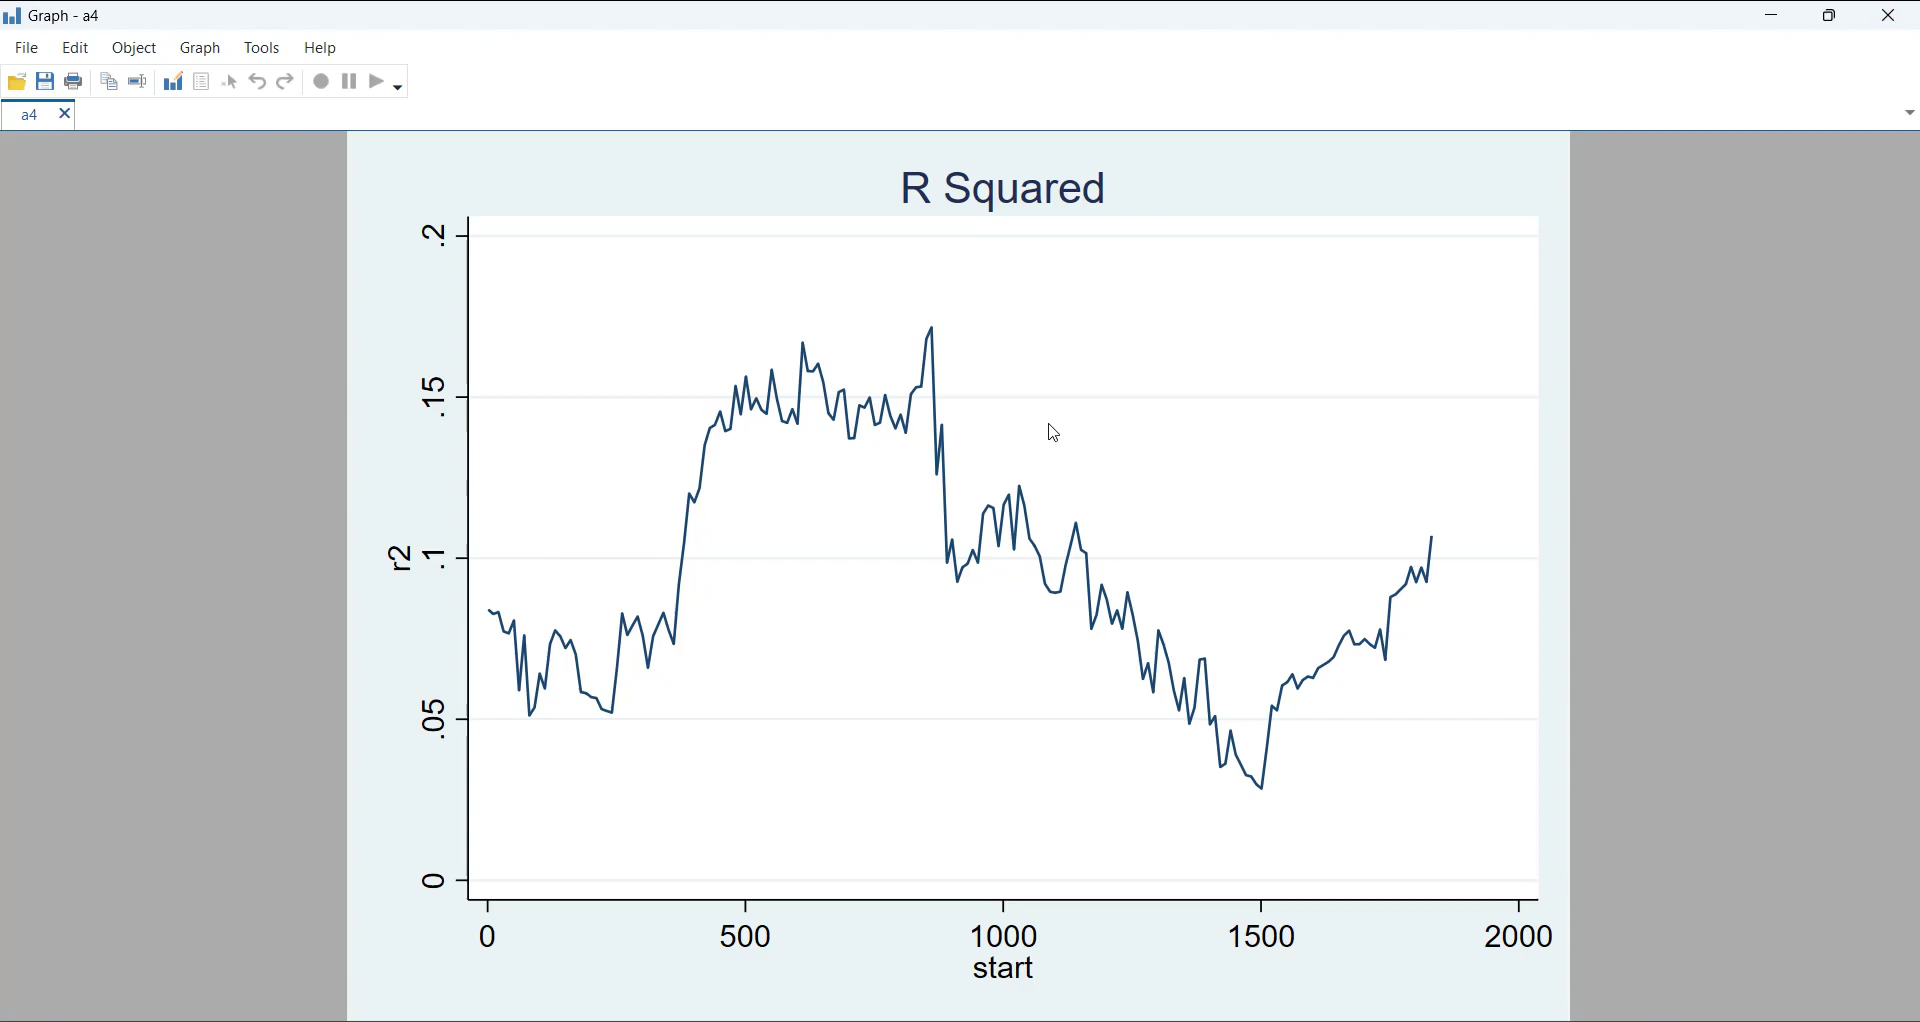 Graph - a4
File Edit Object Graph Tools Help
a4
R Squared
r2
.2
.15
.1
.05
0
0 500 1000 1500 2000
start